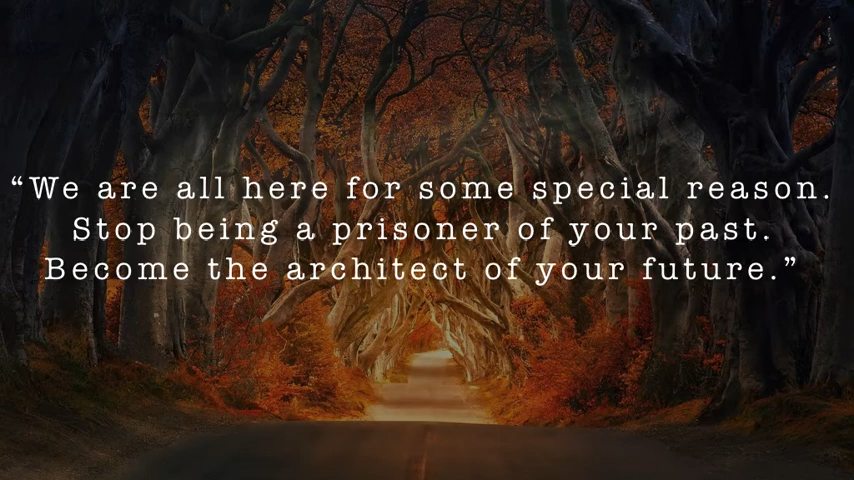 “We are all here for some special reason.
Stop being a prisoner of your past.
Become the architect of your future.”